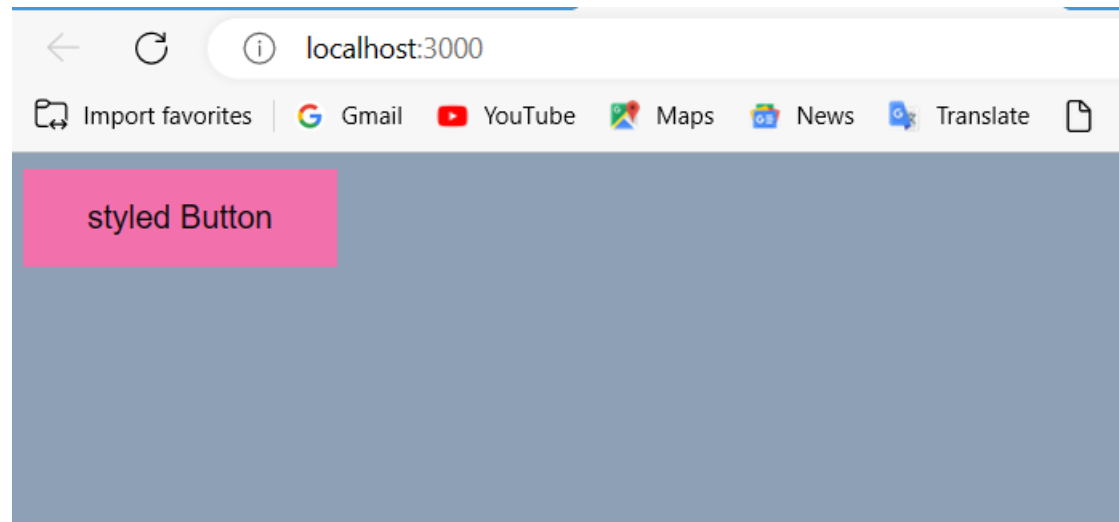 localhost:3000
Import favorites Gmail YouTube Maps News Translate
styled Button